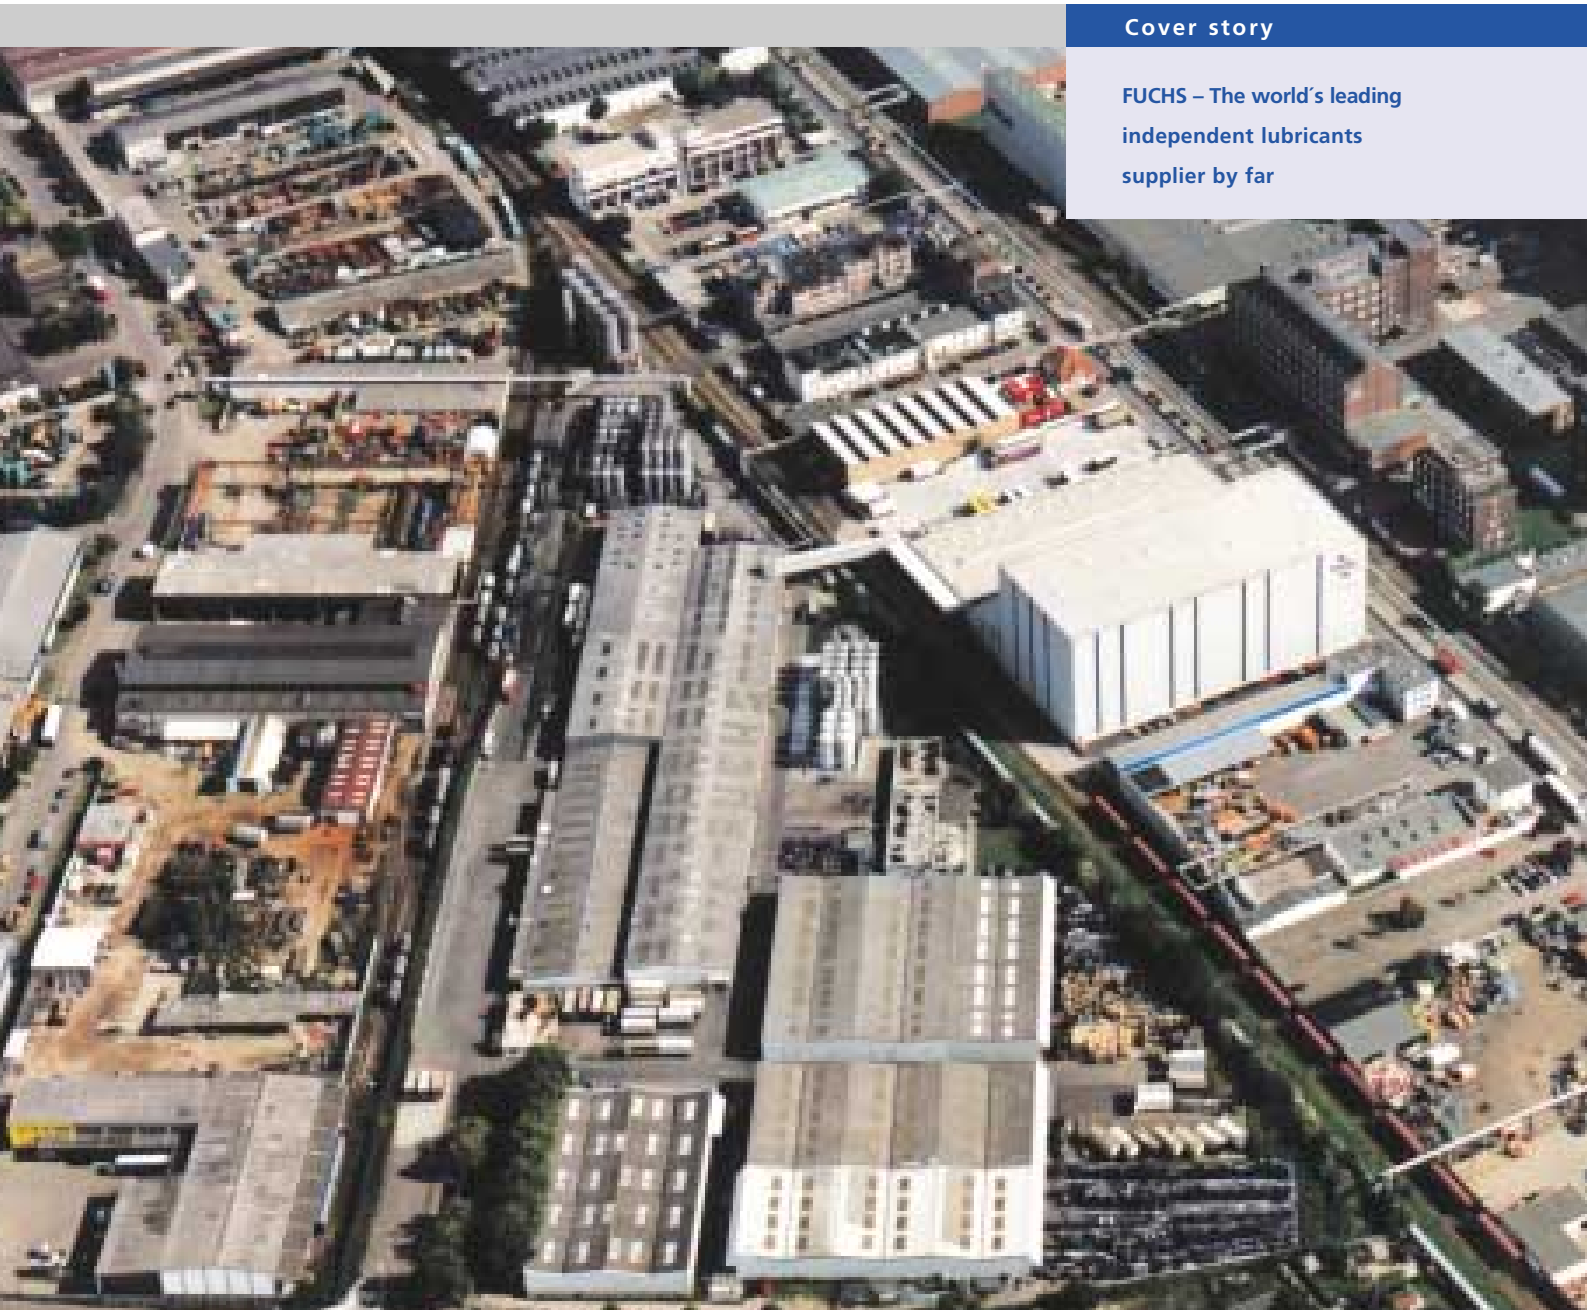 Cover story
FUCHS – The world´s leading
independent lubricants
supplier by far